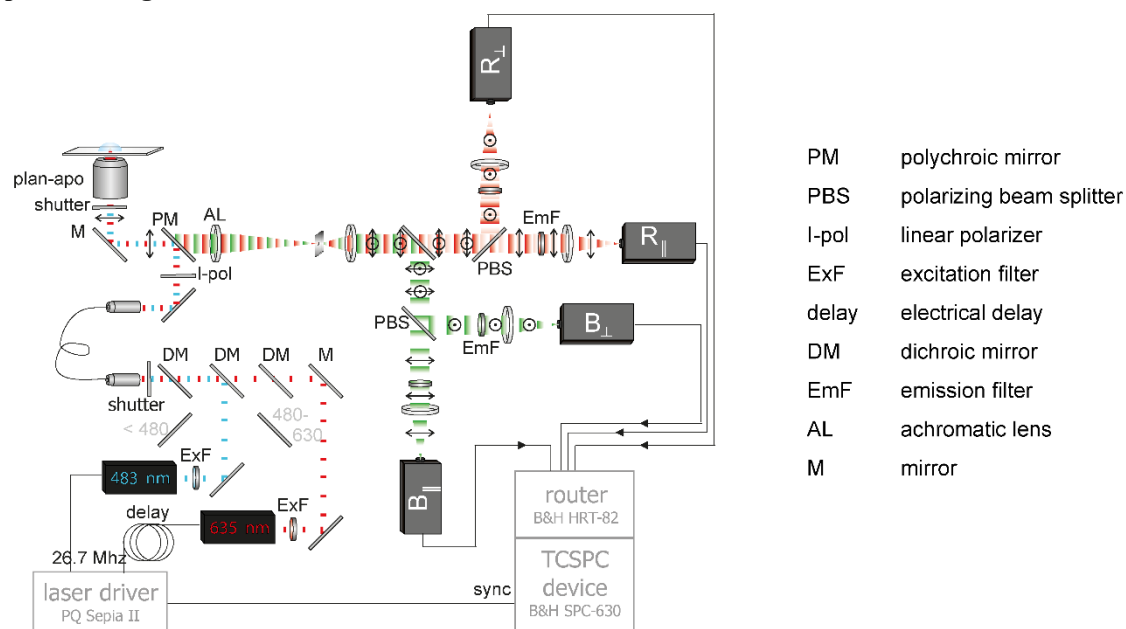 R⊥
plan-apo
shutter
M
PM
AL
l-pol
EmF
R||
PBS
PBS
EmF
B⊥
DM
DM
DM
M
shutter
< 480
480-
630
ExF
483 nm
B||
delay
ExF
635 nm
26.7 Mhz
laser driver
PQ Sepia II
sync
router
B&H HRT-82
TCSPC
device
B&H SPC-630
PM polychroic mirror
PBS polarizing beam splitter
l-pol linear polarizer
ExF excitation filter
delay electrical delay
DM dichroic mirror
EmF emission filter
AL achromatic lens
M mirror